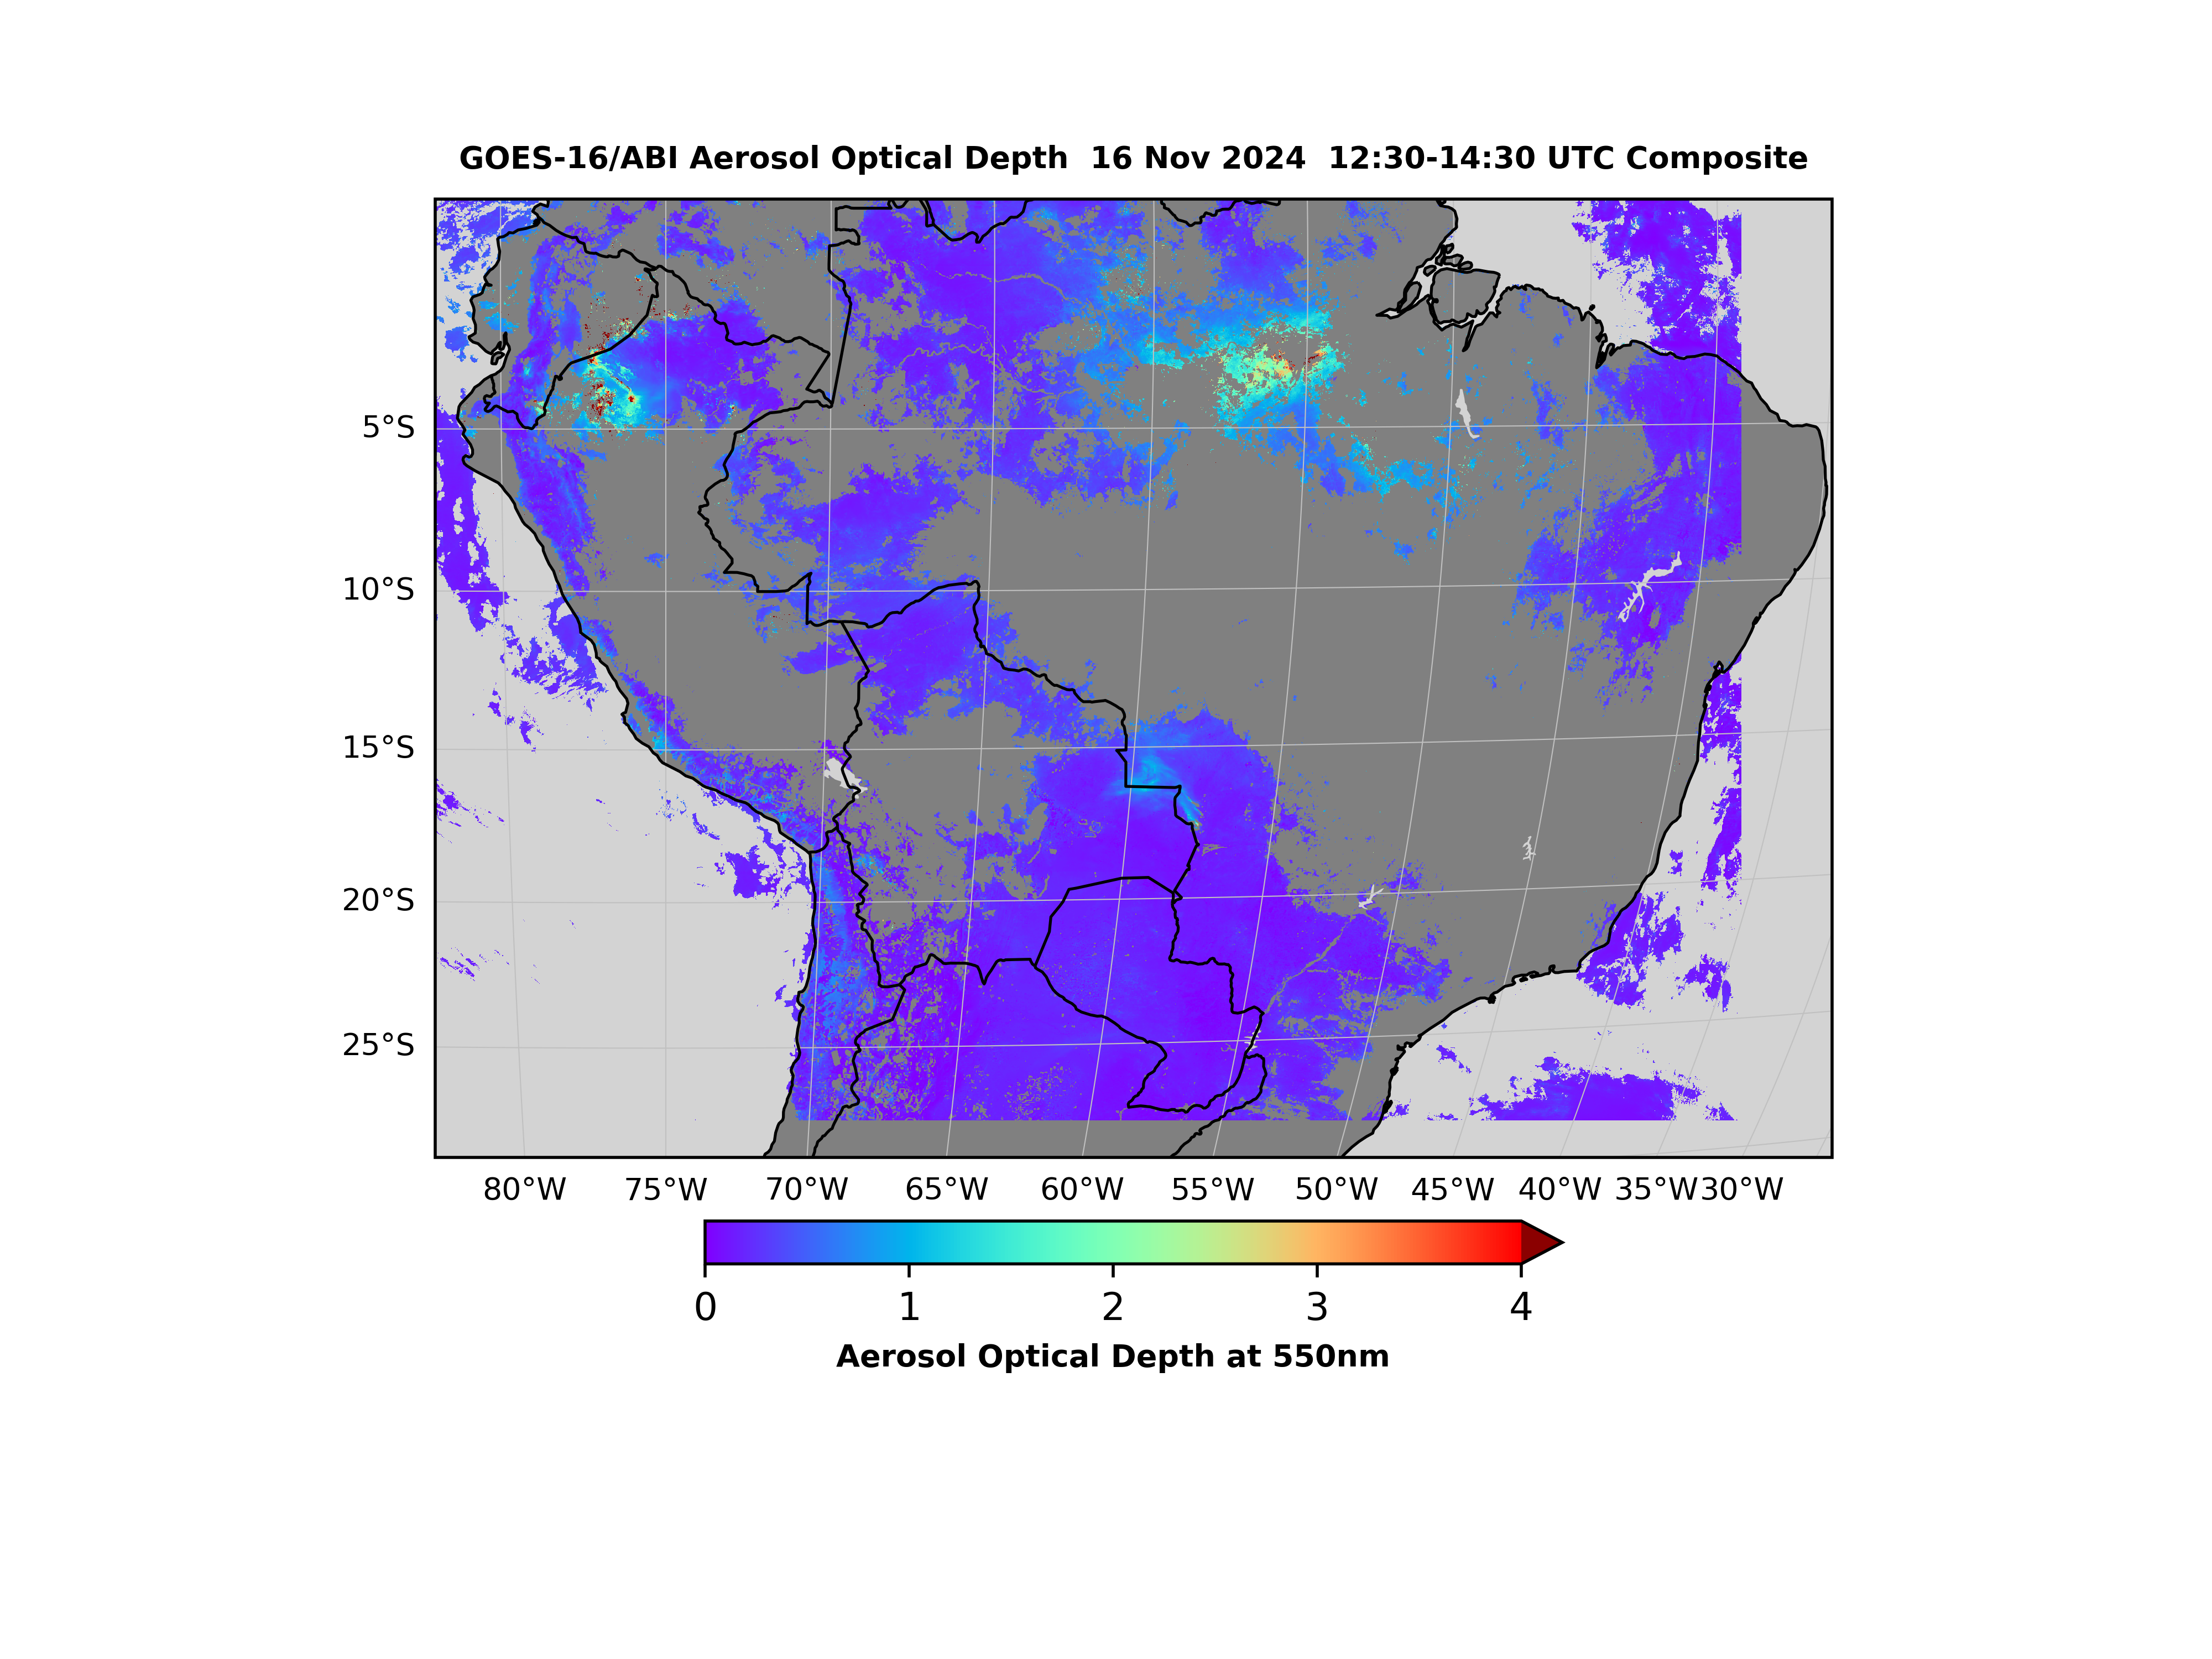 GOES-16/ABI Aerosol Optical Depth  16 Nov 2024  12:30-14:30 UTC Composite
5°S
10°S
15°S
20°S
25°S
80°W 75°W 70°W 65°W 60°W 55°W 50°W 45°W 40°W 35°W 30°W
0 1 2 3 4
Aerosol Optical Depth at 550nm